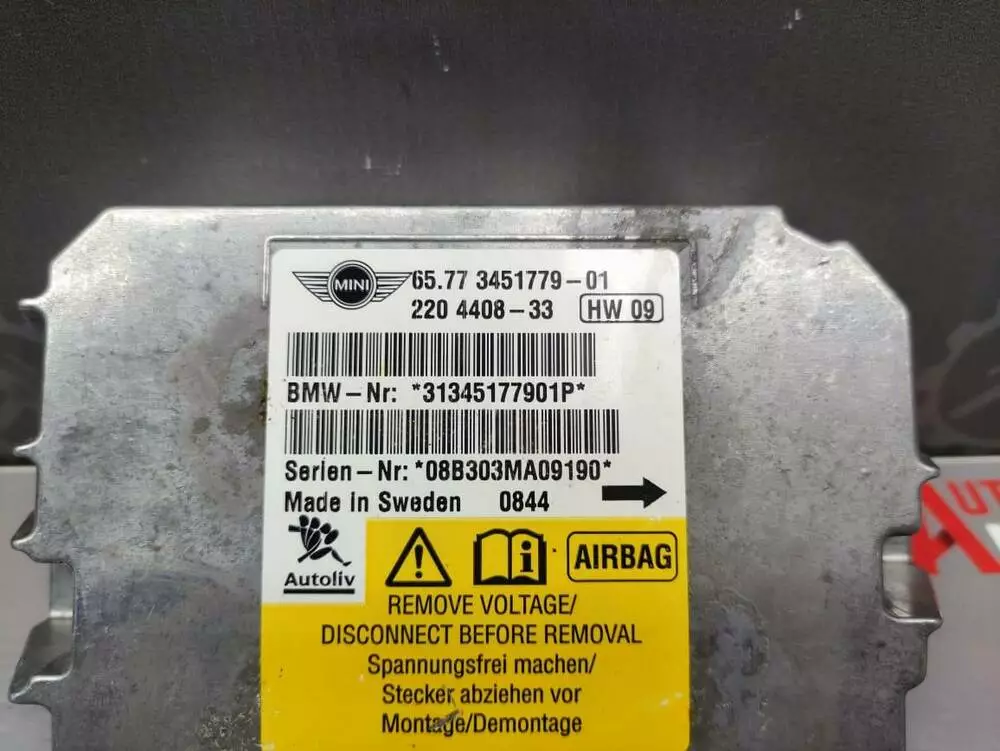 MINI
65.77 3451779-01
220 4408-33 HW 09
BMW-Nr: *31345177901P*
Serien-Nr: *08B303MA09190*
Made in Sweden 0844
Autoliv
AIRBAG
REMOVE VOLTAGE/
DISCONNECT BEFORE REMOVAL
Spannungsfrei machen/
Stecker abziehen vor
Montage/Demontage